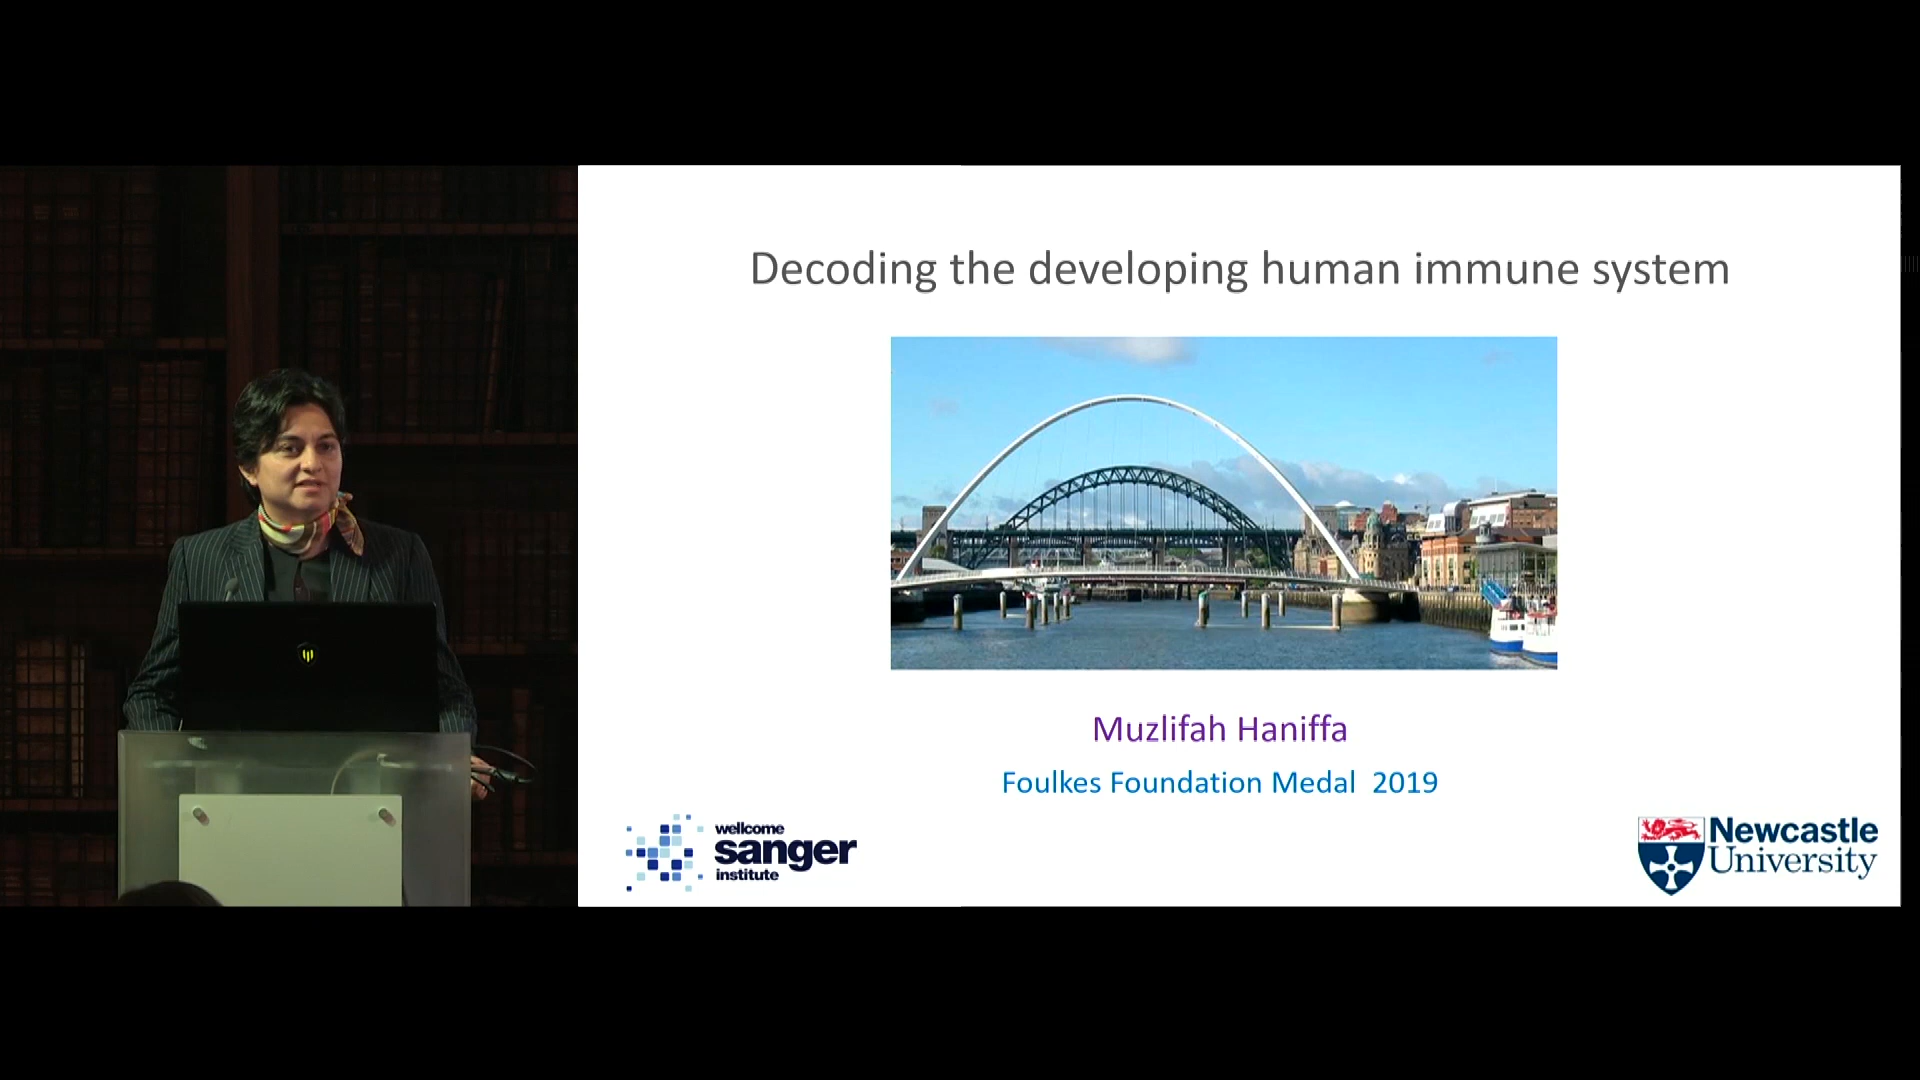 Decoding the developing human immune system
Muzlifah Haniffa
Foulkes Foundation Medal 2019
wellcome
sanger
institute
Newcastle
University